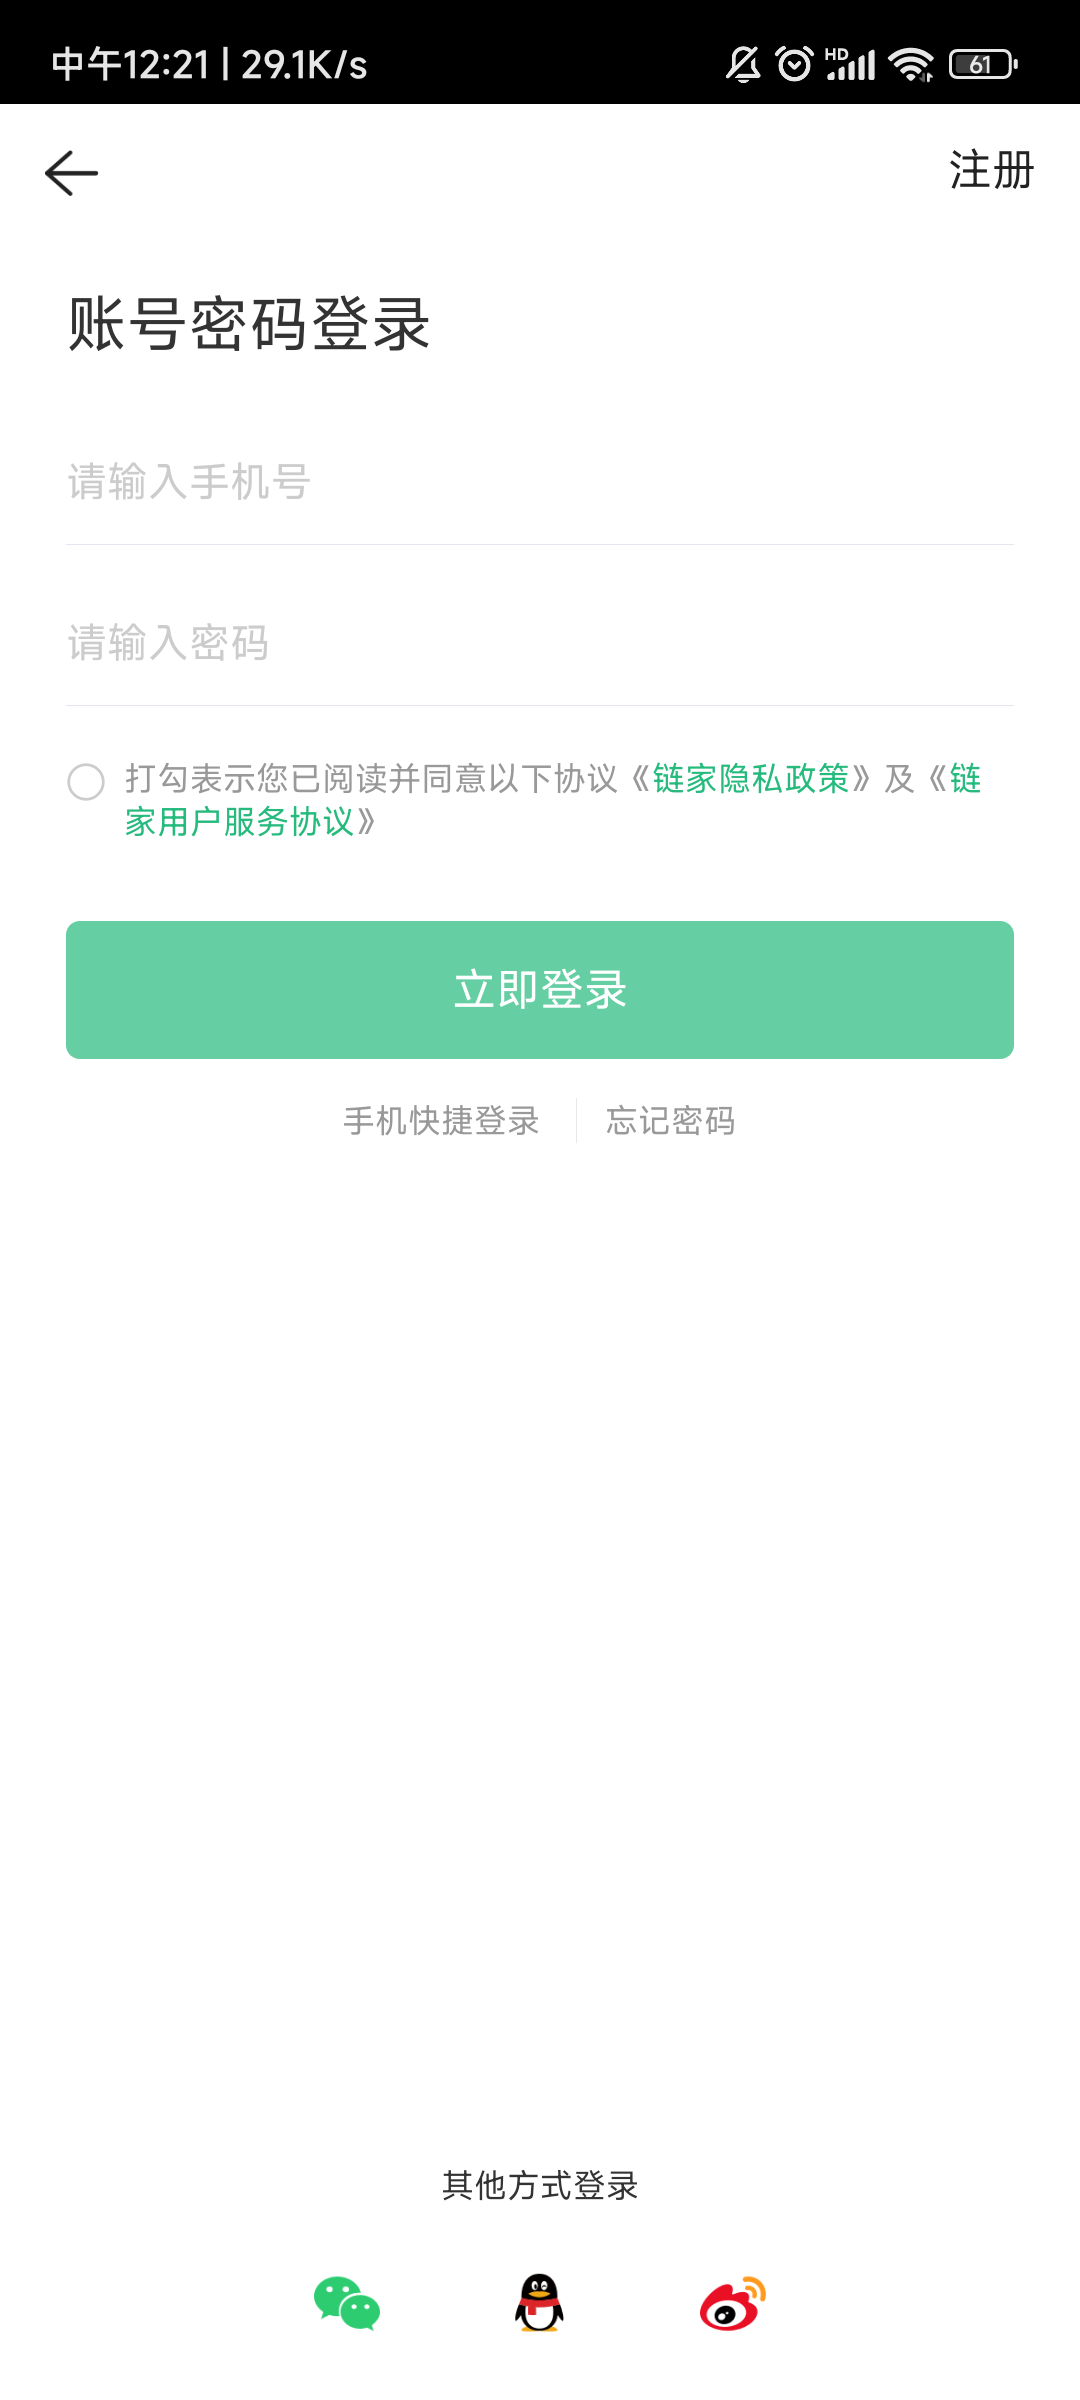 中午12:21 | 29.1K/s
HD
61
注册
账号密码登录
请输入手机号
请输入密码
打勾表示您已阅读并同意以下协议《链家隐私政策》及《链
家用户服务协议》
立即登录
手机快捷登录
忘记密码
其他方式登录